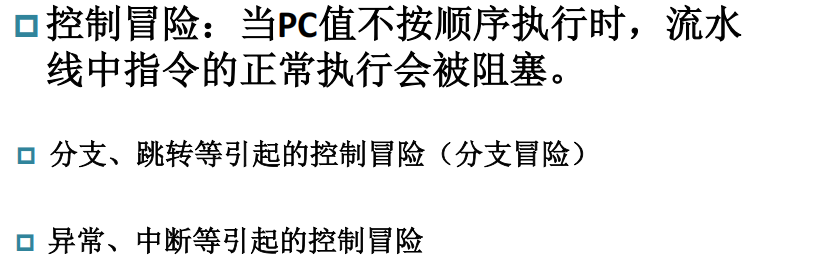 控制冒险：当PC值不按顺序执行时，流水
线中指令的正常执行会被阻塞。
分支、跳转等引起的控制冒险（分支冒险）
异常、中断等引起的控制冒险